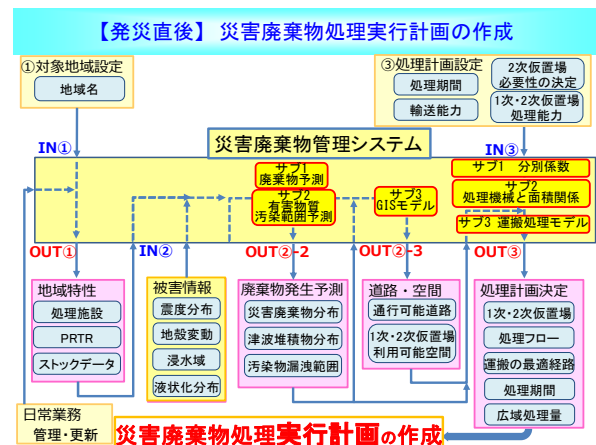 【発災直後】 災害廃棄物処理実行計画の作成
①対象地域設定
地域名
③処理計画設定
処理期間
輸送能力
2次仮置場
必要性の決定
1次・2次仮置場
処理能力
IN①
災害廃棄物管理システム
IN③
サブ1
廃棄物予測
サブ2
有害物質
汚染範囲予測
サブ3
GISモデル
サブ1 分別係数
サブ2
処理機械と面積関係
サブ3 運搬処理モデル
OUT①
IN②
OUT②-2
OUT②-3
OUT③
地域特性
処理施設
PRTR
ストックデータ
被害情報
震度分布
地殻変動
浸水域
液状化分布
廃棄物発生予測
災害廃棄物分布
津波堆積物分布
汚染物漏洩範囲
道路・空間
通行可能道路
1次・2次仮置場
利用可能空間
処理計画決定
1次・2次仮置場
処理フロー
運搬の最適経路
処理期間
広域処理量
日常業務
管理・更新
災害廃棄物処理実行計画の作成